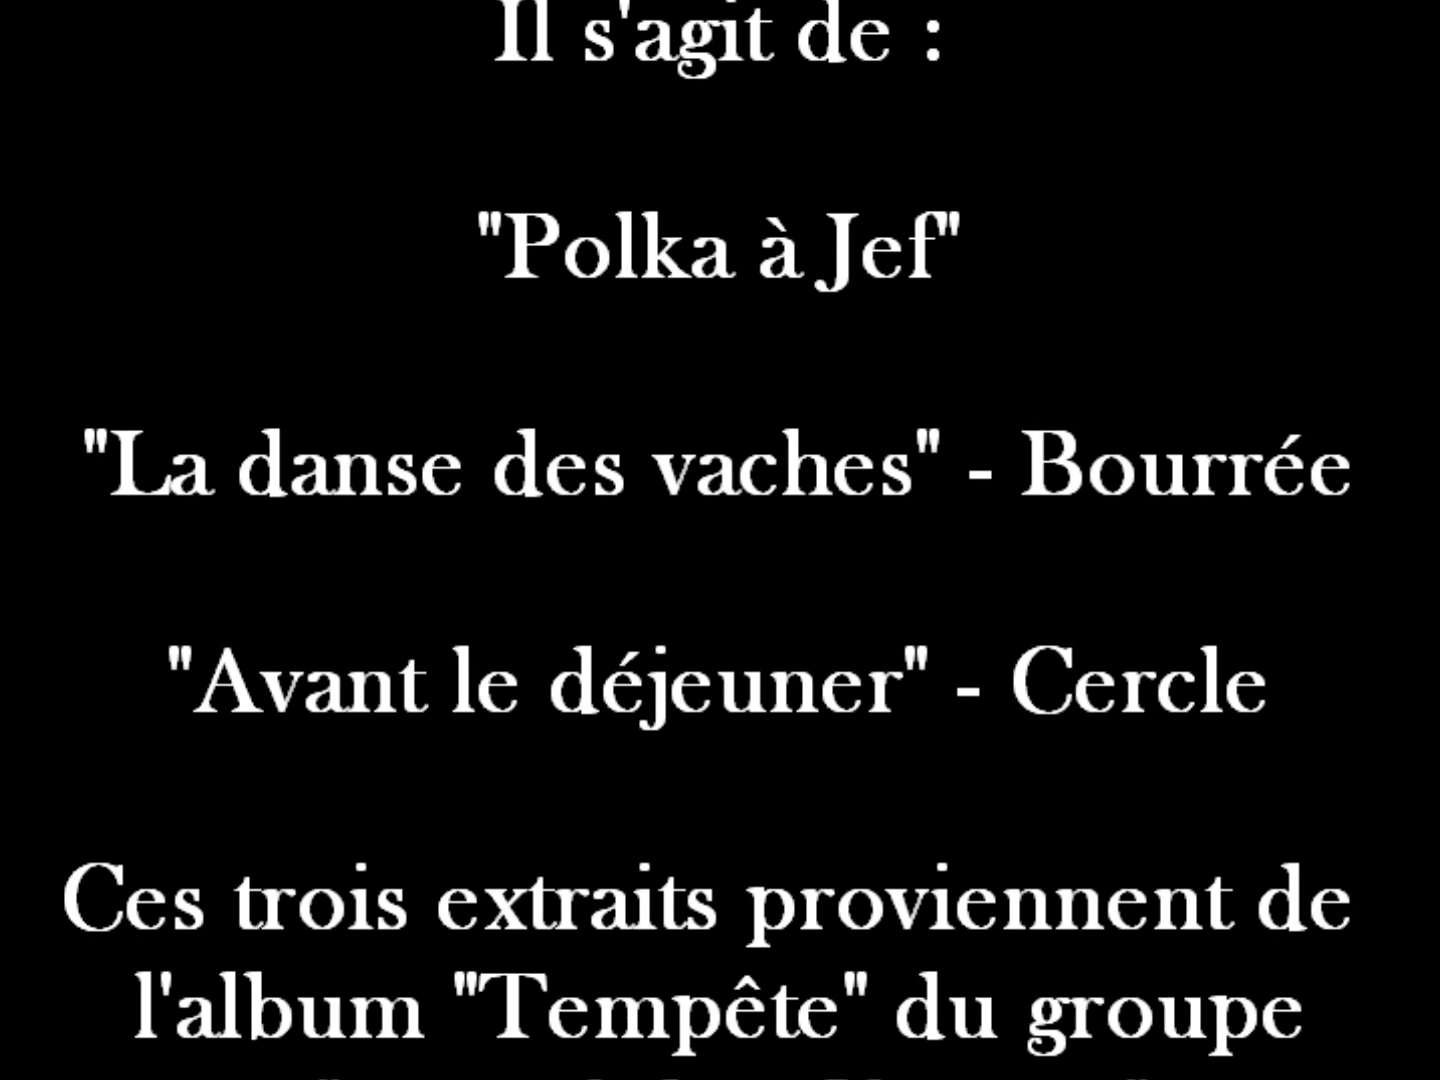 Il s'agit de :
"Polka à Jef"
"La danse des vaches" - Bourrée
"Avant le déjeuner" - Cercle
Ces trois extraits proviennent de
l'album "Tempête" du groupe